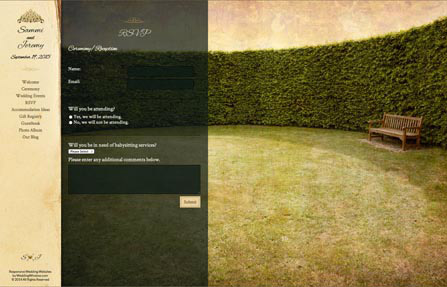 Sammi
and
Jeremy
September 19, 2015
Welcome
Ceremony
Wedding Events
RSVP
Accommodation Ideas
Gift Registry
Guestbook
Photo Album
Our Blog
S J
Responsive Wedding Websites
by WeddingWindow.com
© 2014 All Rights Reserved
RSVP
Ceremony/Reception
Name:
Email:
Will you be attending?
Yes, we will be attending.
No, we will not be attending.
Will you be in need of babysitting services?
Please Select
Please enter any additional comments below.
Submit